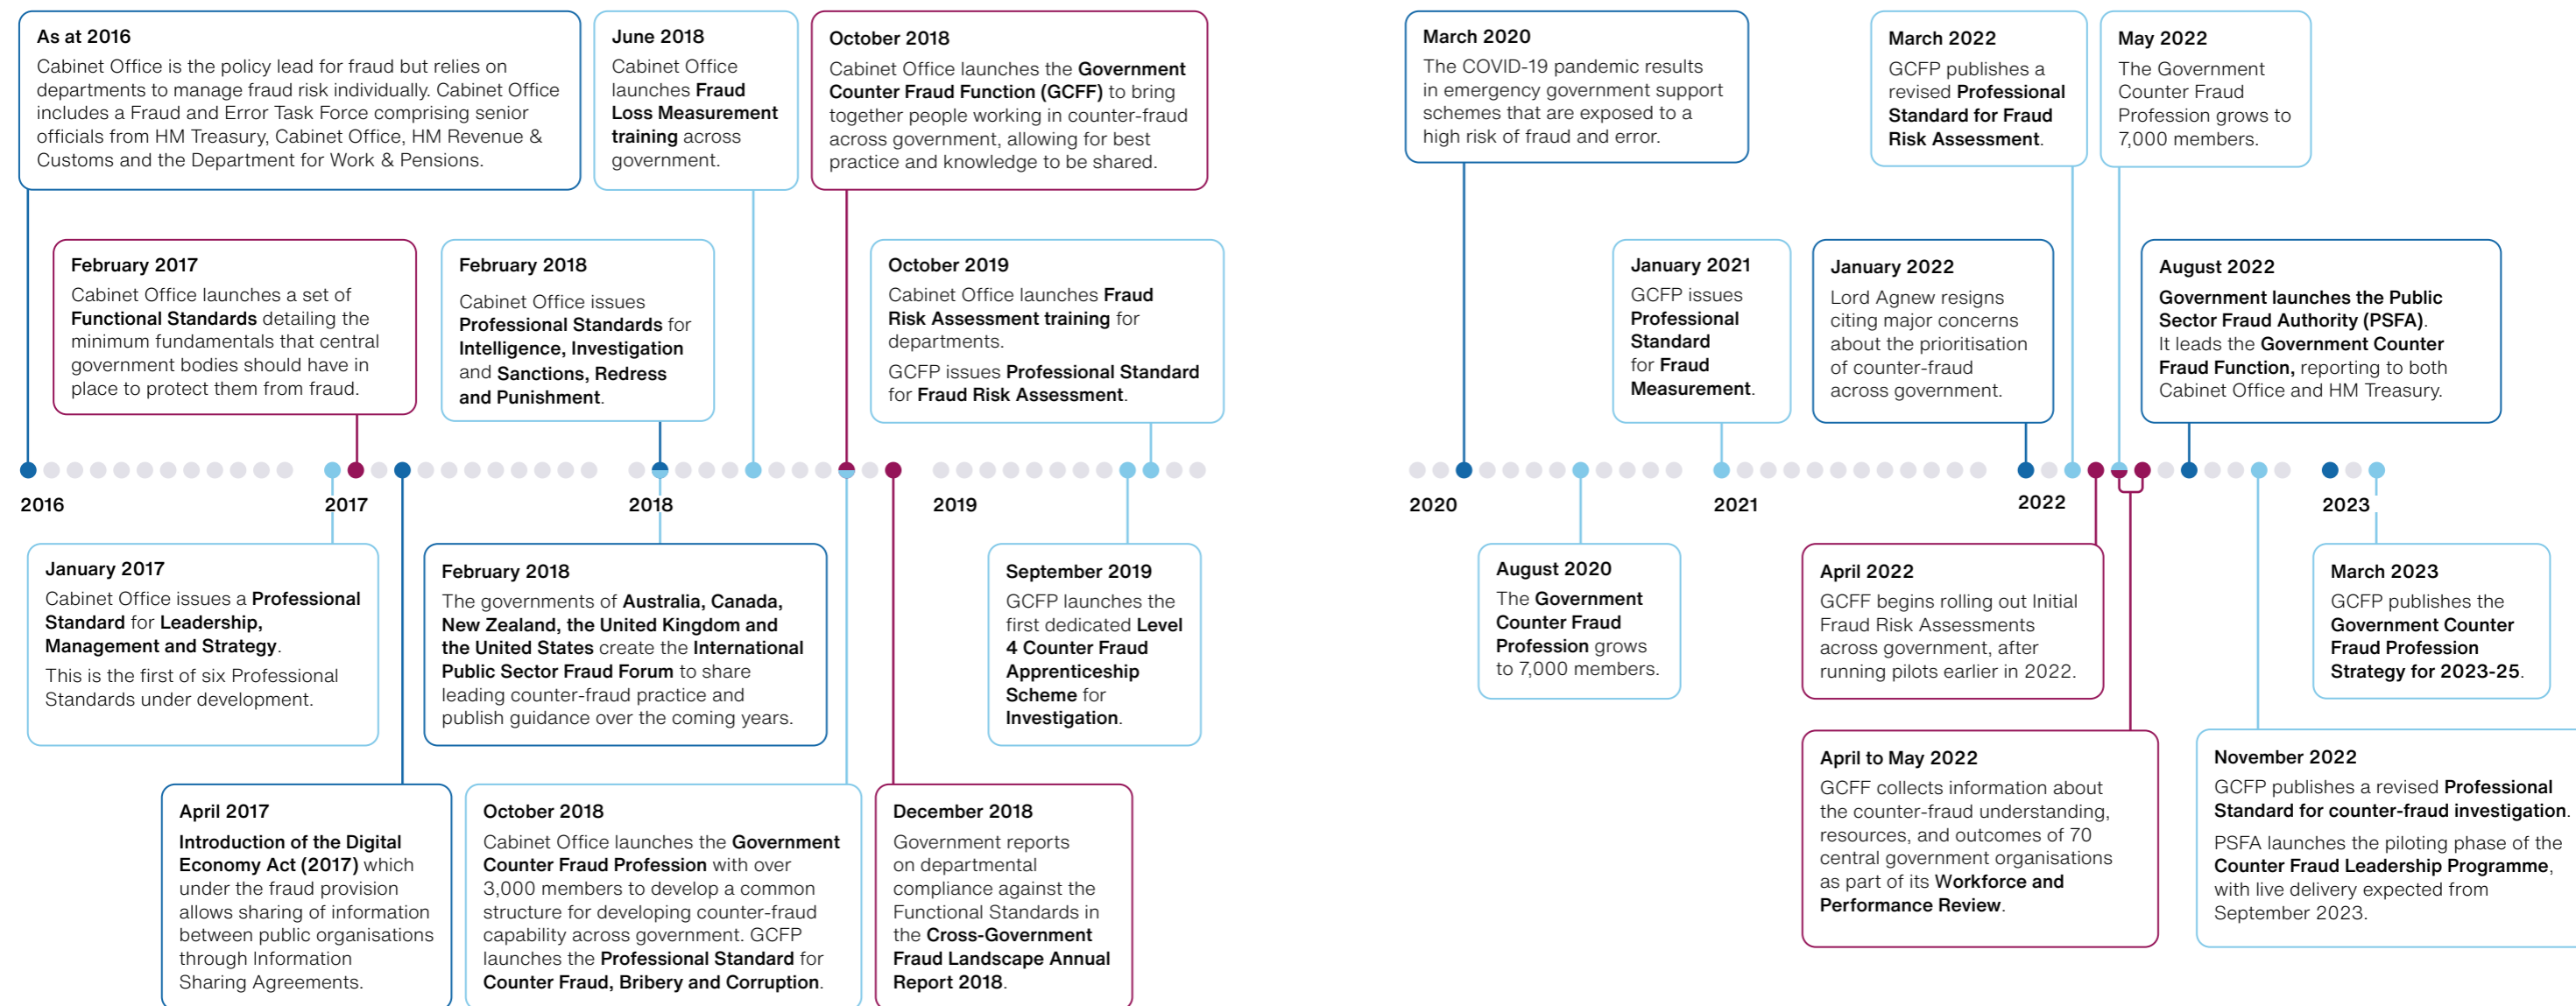 As at 2016
Cabinet Office is the policy lead for fraud but relies on
departments to manage fraud risk individually. Cabinet Office
includes a Fraud and Error Task Force comprising senior
officials from HM Treasury, Cabinet Office, HM Revenue &
Customs and the Department for Work & Pensions.
June 2018
Cabinet Office
launches Fraud
Loss Measurement
training across
government.
October 2018
Cabinet Office launches the Government
Counter Fraud Function (GCFF) to bring
together people working in counter-fraud
across government, allowing for best
practice and knowledge to be shared.
February 2017
Cabinet Office launches a set of
Functional Standards detailing the
minimum fundamentals that central
government bodies should have in
place to protect them from fraud.
February 2018
Cabinet Office issues
Professional Standards for
Intelligence, Investigation
and Sanctions, Redress
and Punishment.
October 2019
Cabinet Office launches Fraud
Risk Assessment training for
departments.
GCFP issues Professional Standard
for Fraud Risk Assessment.
2016
2017
2018
2019
January 2017
Cabinet Office issues a Professional
Standard for Leadership,
Management and Strategy.
This is the first of six Professional
Standards under development.
February 2018
The governments of Australia, Canada,
New Zealand, the United Kingdom and
the United States create the International
Public Sector Fraud Forum to share
leading counter-fraud practice and
publish guidance over the coming years.
September 2019
GCFP launches the
first dedicated Level
4 Counter Fraud
Apprenticeship
Scheme for
Investigation.
April 2017
Introduction of the Digital
Economy Act (2017) which
under the fraud provision
allows sharing of information
between public organisations
through Information
Sharing Agreements.
October 2018
Cabinet Office launches the Government
Counter Fraud Profession with over
3,000 members to develop a common
structure for developing counter-fraud
capability across government. GCFP
launches the Professional Standard for
Counter Fraud, Bribery and Corruption.
December 2018
Government reports
on departmental
compliance against the
Functional Standards in
the Cross-Government
Fraud Landscape Annual
Report 2018.
March 2020
The COVID-19 pandemic results
in emergency government support
schemes that are exposed to a
high risk of fraud and error.
March 2022
GCFP publishes a
revised Professional
Standard for Fraud
Risk Assessment.
May 2022
The Government
Counter Fraud
Profession grows to
7,000 members.
January 2021
GCFP issues
Professional
Standard
for Fraud
Measurement.
January 2022
Lord Agnew resigns
citing major concerns
about the prioritisation
of counter-fraud
across government.
August 2022
Government launches the Public
Sector Fraud Authority (PSFA).
It leads the Government Counter
Fraud Function, reporting to both
Cabinet Office and HM Treasury.
2020
2021
2022
2023
August 2020
The Government
Counter Fraud
Profession grows
to 7,000 members.
April 2022
GCFF begins rolling out Initial
Fraud Risk Assessments
across government, after
running pilots earlier in 2022.
March 2023
GCFP publishes the
Government Counter
Fraud Profession
Strategy for 2023-25.
April to May 2022
GCFF collects information about
the counter-fraud understanding,
resources, and outcomes of 70
central government organisations
as part of its Workforce and
Performance Review.
November 2022
GCFP publishes a revised Professional
Standard for counter-fraud investigation.
PSFA launches the piloting phase of the
Counter Fraud Leadership Programme,
with live delivery expected from
September 2023.